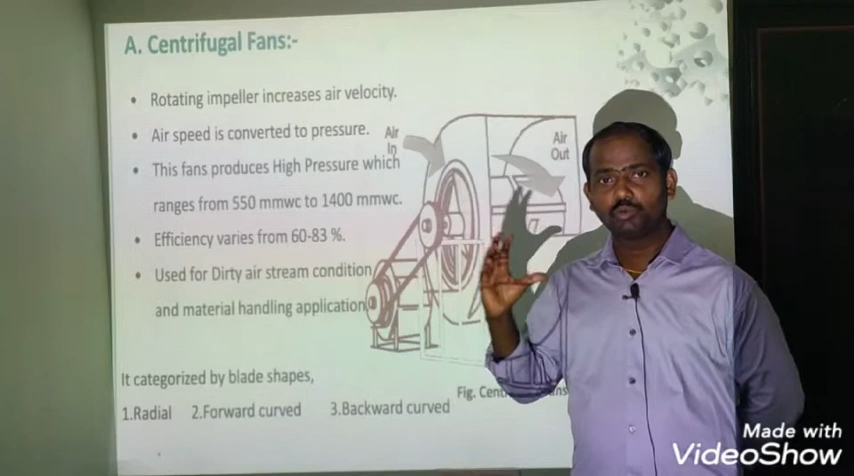 A. Centrifugal Fans:-
• Rotating impeller increases air velocity.
• Air speed is converted to pressure.
• This fans produces High Pressure which
ranges from 550 mmwc to 1400 mmwc.
• Efficiency varies from 60-83 %.
• Used for Dirty air stream condition
and material handling application
Air
In
Air
Out
It categorized by blade shapes,
Fig.
1.Radial 2.Forward curved 3.Backward curved
Made with
VideoShow